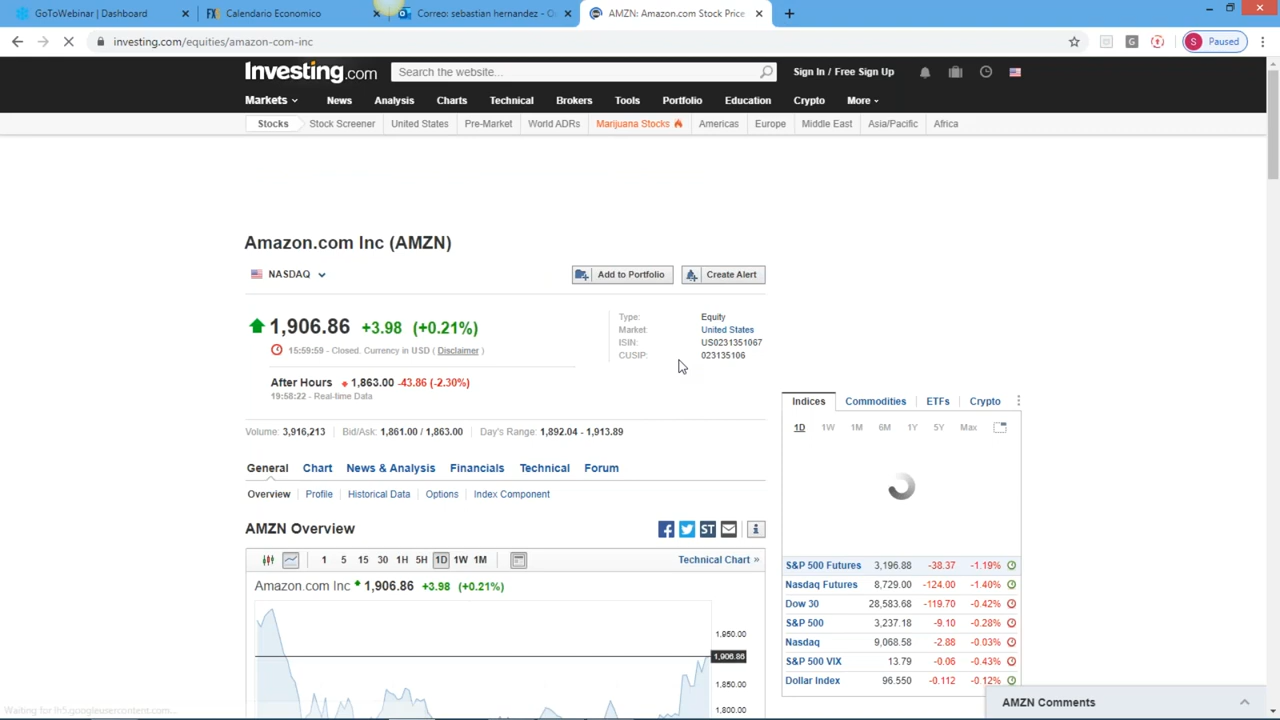 GoToWebinar | Dashboard
Calendario Economico
Correo: sebastian hernandez - O
AMZN: Amazon.com Stock Price
investing.com/equities/amazon-com-inc
G
S Paused
Investing.com
Search the website...
Sign In / Free Sign Up
Markets News Analysis Charts Technical Brokers Tools Portfolio Education Crypto More
Stocks Stock Screener United States Pre-Market World ADRs Marijuana Stocks Americas Europe Middle East Asia/Pacific Africa
Amazon.com Inc (AMZN)
NASDAQ
Add to Portfolio
Create Alert
1,906.86 +3.98 (+0.21%)
15:59:59 - Closed. Currency in USD ( Disclaimer )
Type: Equity
Market: United States
ISIN: US0231351067
CUSIP: 023135106
After Hours 1,863.00 -43.86 (-2.30%)
19:58:22 - Real-time Data
Volume: 3,916,213 Bid/Ask: 1,861.00 / 1,863.00 Day's Range: 1,892.04 - 1,913.89
General Chart News & Analysis Financials Technical Forum
Overview Profile Historical Data Options Index Component
AMZN Overview
ST
1 5 15 30 1H 5H 1D 1W 1M
Technical Chart »
Amazon.com Inc 1,906.86 +3.98 (+0.21%)
1,950.00
1,906.86
1,850.00
1,800.00
Indices Commodities ETFs Crypto
1D 1W 1M 6M 1Y 5Y Max
S&P 500 Futures 3,196.88 -38.37 -1.19%
Nasdaq Futures 8,729.00 -124.00 -1.40%
Dow 30 28,583.68 -119.70 -0.42%
S&P 500 3,237.18 -9.10 -0.28%
Nasdaq 9,068.58 -2.88 -0.03%
S&P 500 VIX 13.79 -0.06 -0.43%
Dollar Index 96.550 -0.112 -0.12%
AMZN Comments
Waiting for lh5.googleusercontent.com...